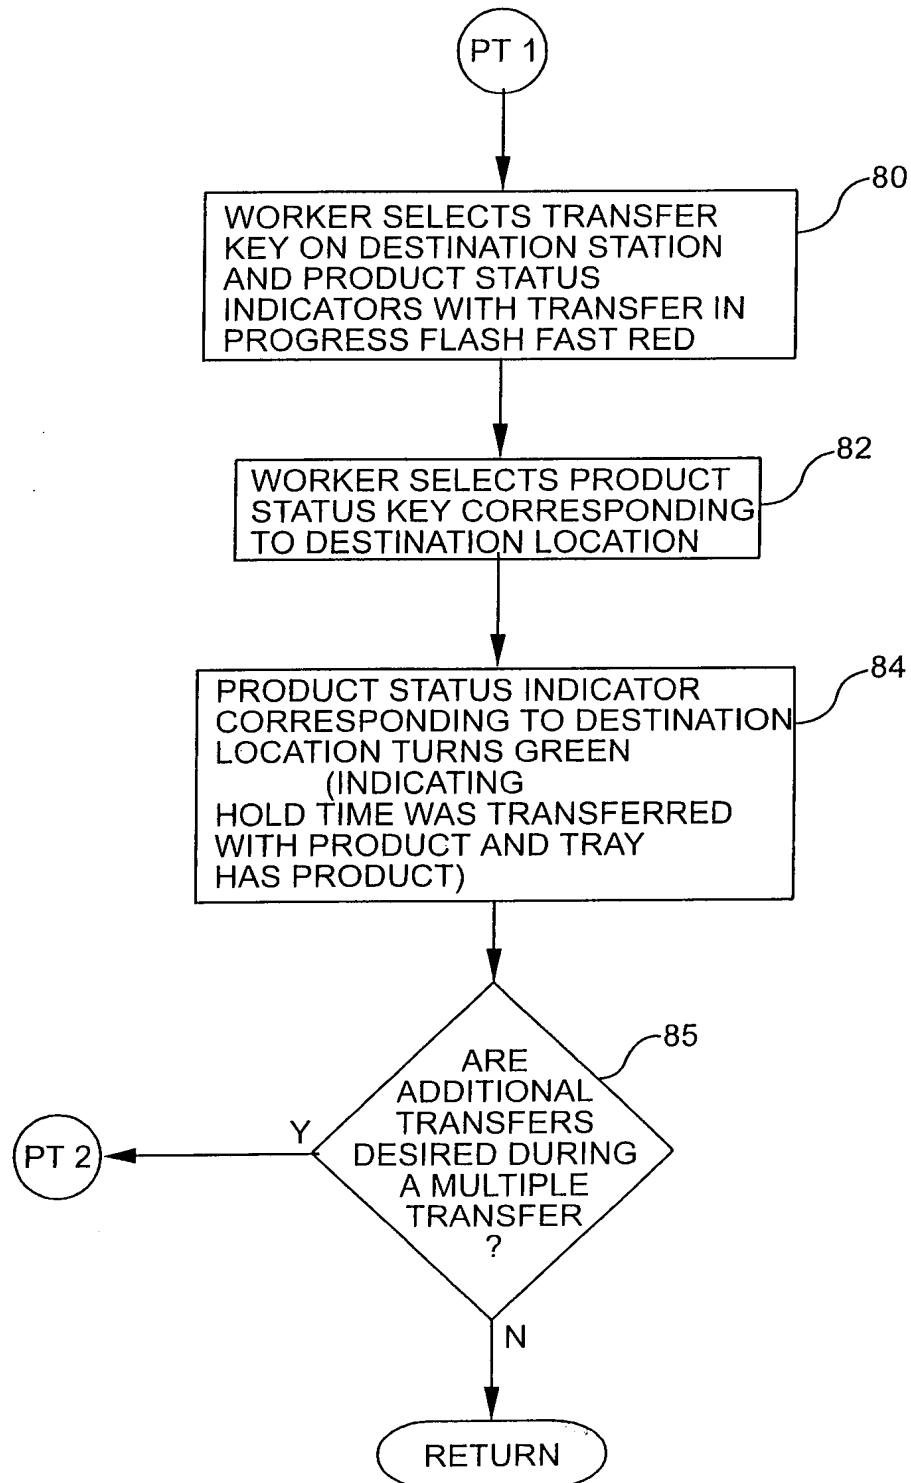 PT 1
80
WORKER SELECTS TRANSFER
KEY ON DESTINATION STATION
AND PRODUCT STATUS
INDICATORS WITH TRANSFER IN
PROGRESS FLASH FAST RED
82
WORKER SELECTS PRODUCT
STATUS KEY CORRESPONDING
TO DESTINATION LOCATION
84
PRODUCT STATUS INDICATOR
CORRESPONDING TO DESTINATION
LOCATION TURNS GREEN
(INDICATING
HOLD TIME WAS TRANSFERRED
WITH PRODUCT AND TRAY
HAS PRODUCT)
85
ARE
ADDITIONAL
TRANSFERS
DESIRED DURING
A MULTIPLE
TRANSFER
?
Y
PT 2
N
RETURN